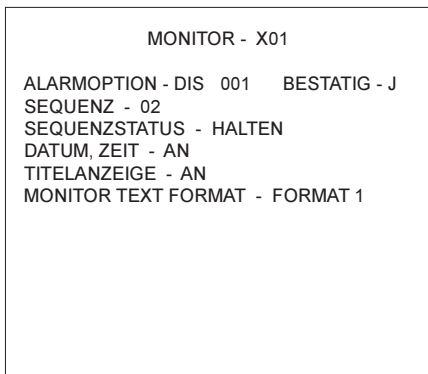 MONITOR - X01
ALARMOPTION - DIS 001 BESTATIG - J
SEQUENZ - 02
SEQUENZSTATUS - HALTEN
DATUM, ZEIT - AN
TITELANZEIGE - AN
MONITOR TEXT FORMAT - FORMAT 1